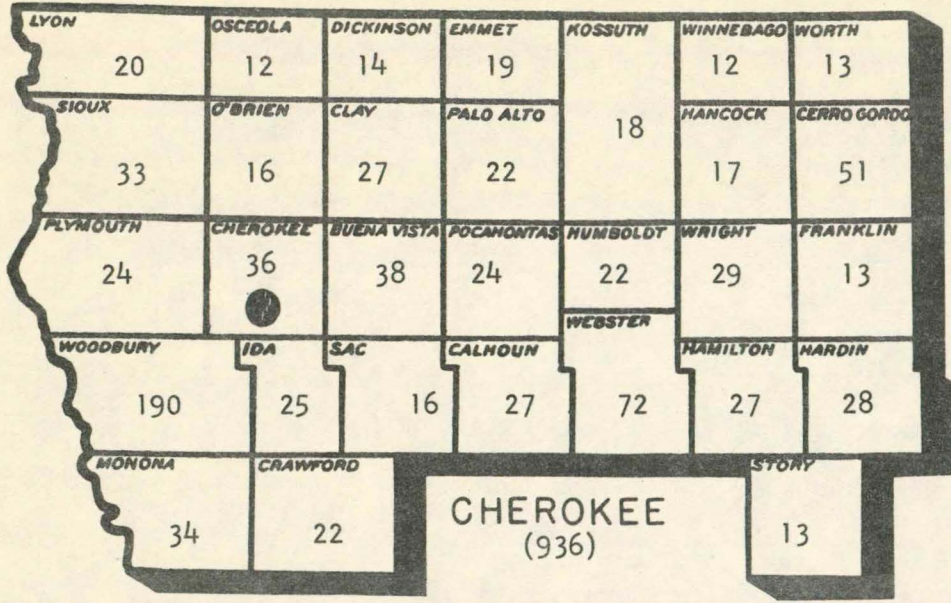 LYON OSCEOLA DICKINSON EMMET KOSSUTH WINNEBAGO WORTH
20 12 14 19 12 13
SIOUX O'BRIEN CLAY PALO ALTO HANCOCK CERRO GORDO
18
33 16 27 22 17 51
PLYMOUTH CHEROKEE BUENA VISTA POCAHONTAS HUMBOLDT WRIGHT FRANKLIN
24 36 38 24 22 29 13
WEBSTER
WOODBURY IDA SAC CALHOUN HAMILTON HARDIN
190 25 16 27 72 27 28
MONONA CRAWFORD STORY
34 22 13
CHEROKEE
(936)